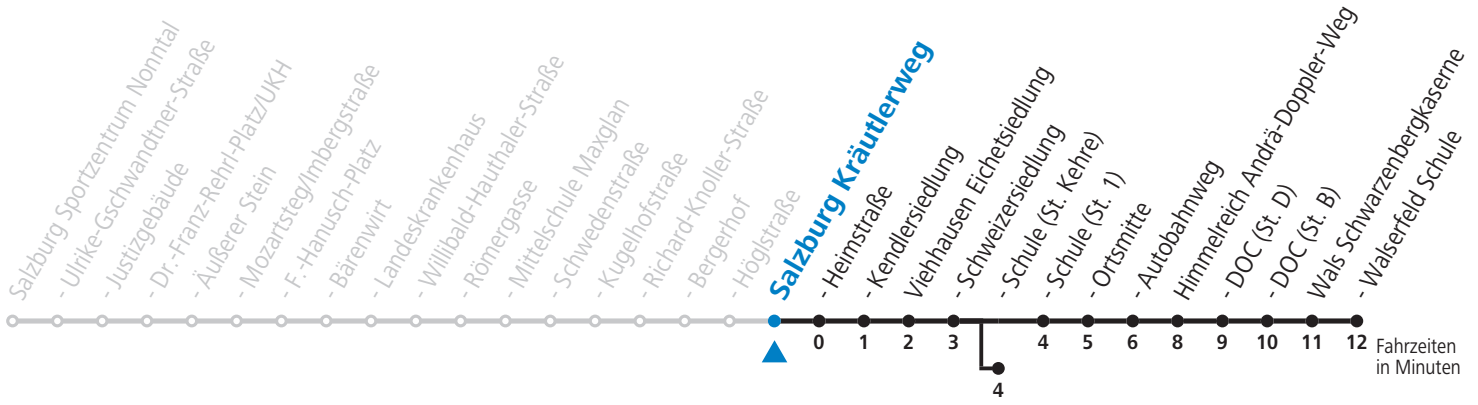 Salzburg Sportzentrum Nonntal
- Ulrike-Gschwandtner-Straße
- Justizgebäude
- Dr.-Franz-Rehrl-Platz/UKH
- Äußerer Stein
- Mozartsteg/Imbergstraße
- F.-Hanusch-Platz
- Bärenwirt
- Landeskrankenhaus
- Willibald-Hauthaler-Straße
- Römergasse
- Mittelschule Maxglan
- Schwedenstraße
- Kugelhofstraße
- Richard-Knoller-Straße
- Bergerhof
- Höglstraße
Salzburg Kräutlerweg
- Heimstraße
- Kendlersiedlung
Viehhausen Eichetsiedlung
- Schweizersiedlung
- Schule (St. Kehre)
- Schule (St. 1)
- Ortsmitte
- Autobahnweg
Himmelreich Andrä-Doppler-Weg
- DOC (St. D)
- DOC (St. B)
Wals Schwarzenbergkaserne
- Walserfeld Schule
0 1 2 3 4 5 6 8 9 10 11 12
4
Fahrzeiten
in Minuten